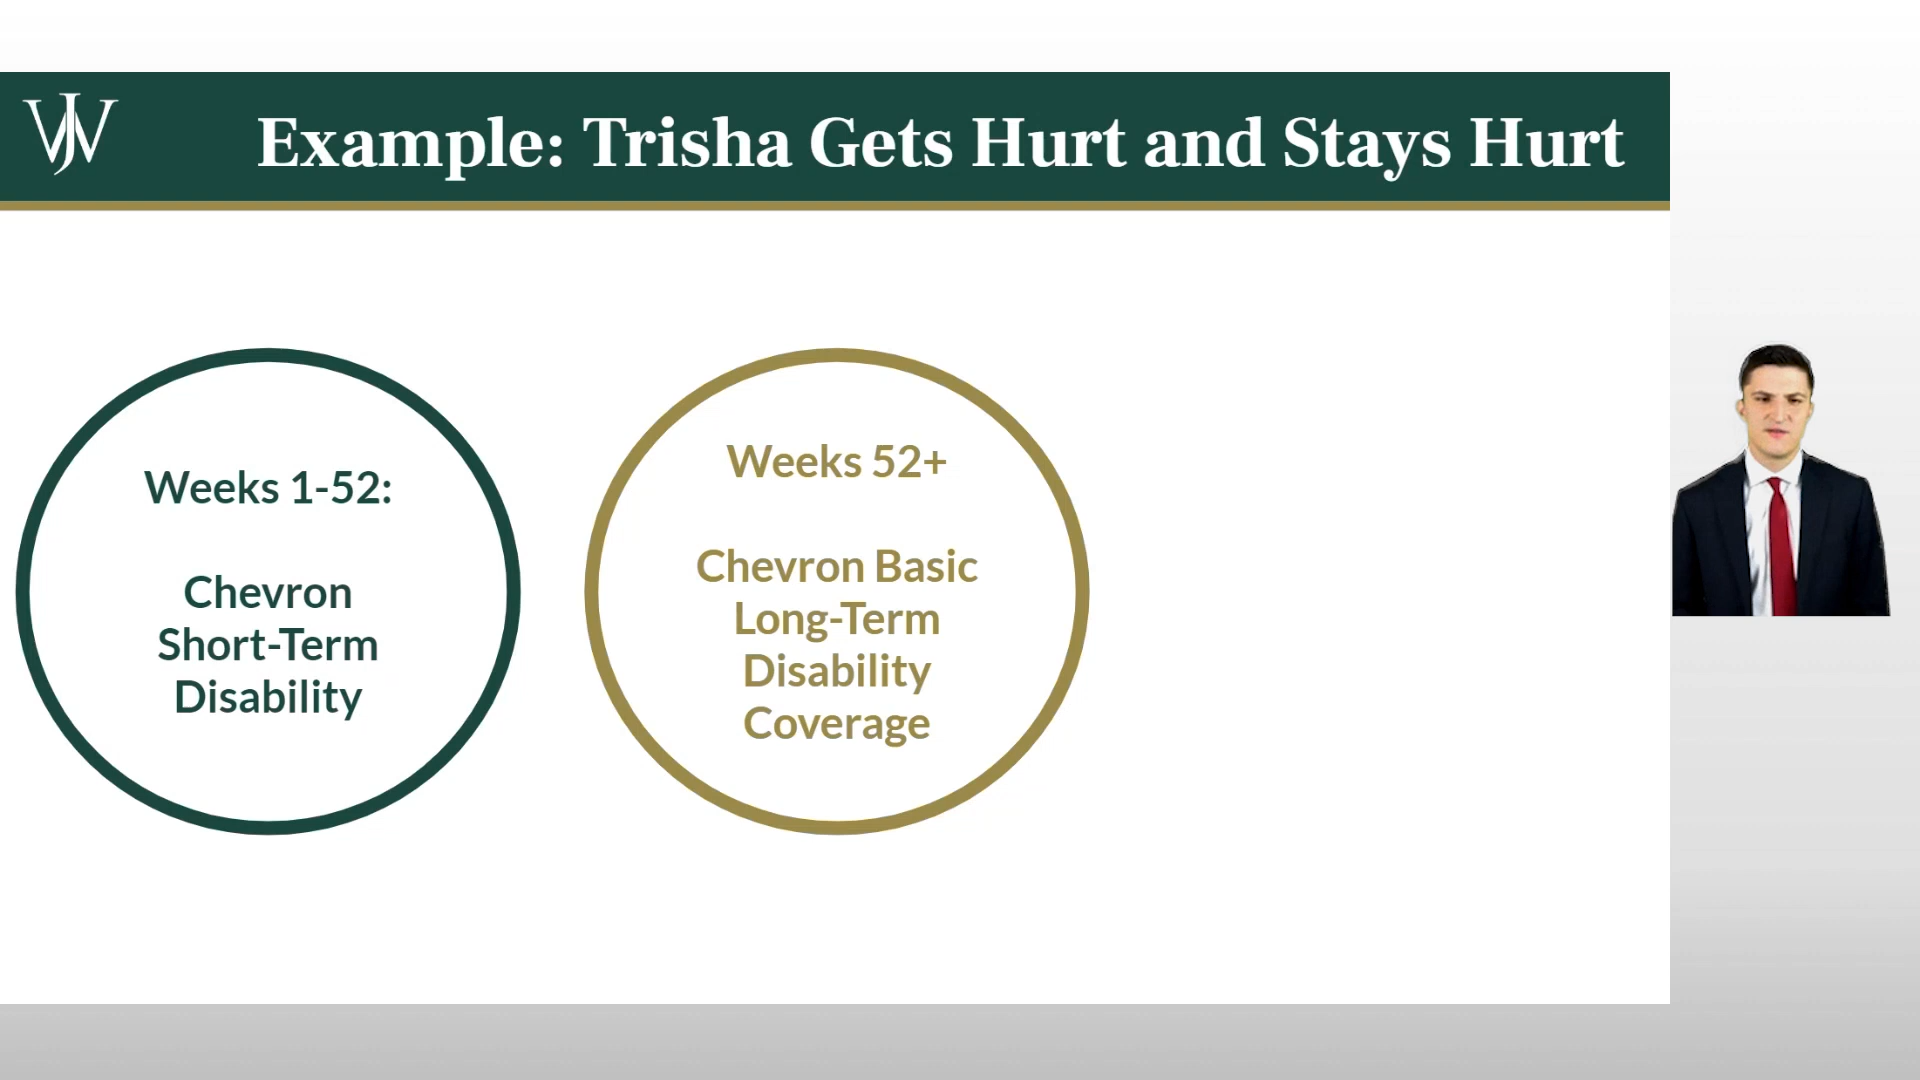 Example: Trisha Gets Hurt and Stays Hurt
Weeks 1-52:
Chevron
Short-Term
Disability
Weeks 52+
Chevron Basic
Long-Term
Disability
Coverage